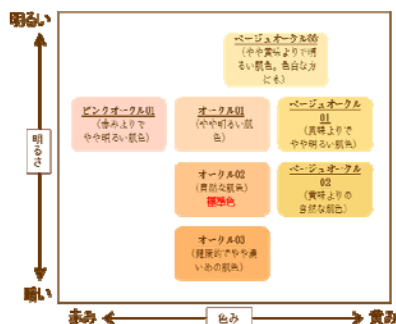 明るい
ベージュオークル00
(やや黄味よりで明
るい肌色。色白な方
にも)
ピンクオークル01
(赤みよりで
やや明るい肌色)
オークル01
(やや明るい肌
色)
ベージュオークル
01
(黄味よりで
やや明るい肌色)
明るさ
オークル02
(自然な肌色)
標準色
ベージュオークル
02
(黄味よりの
自然な肌色)
オークル03
(健康的でやや濃
いめの肌色)
暗い
赤み
色み
黄み